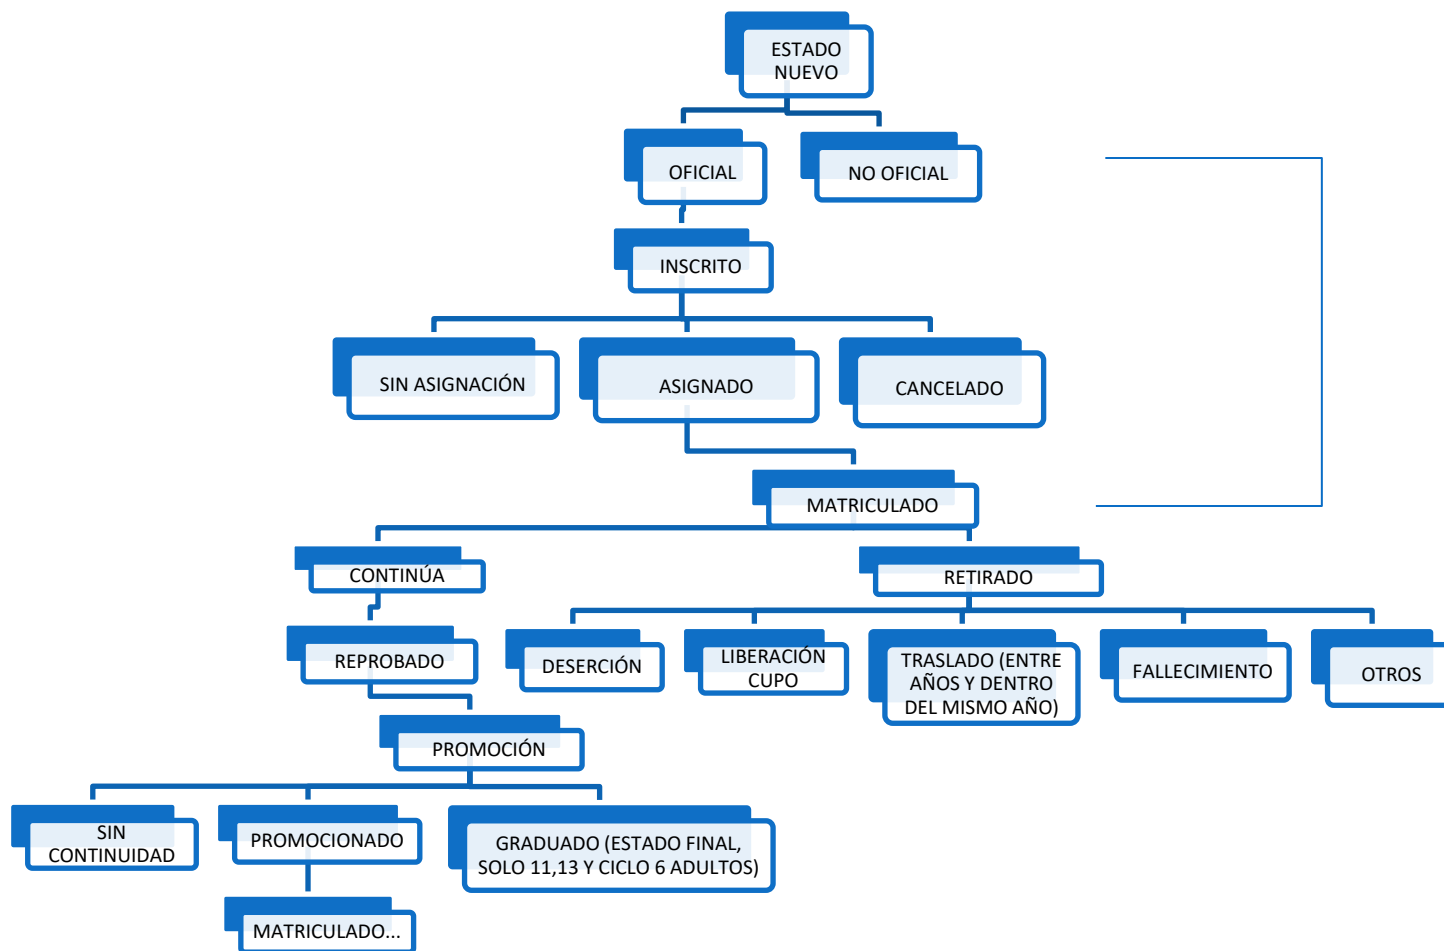 ESTADO
NUEVO
OFICIAL
NO OFICIAL
INSCRITO
SIN ASIGNACIÓN
ASIGNADO
CANCELADO
MATRICULADO
CONTINÚA
RETIRADO
REPROBADO
DESERCIÓN
LIBERACIÓN
CUPO
TRASLADO (ENTRE
AÑOS Y DENTRO
DEL MISMO AÑO)
FALLECIMIENTO
OTROS
PROMOCIÓN
SIN
CONTINUIDAD
PROMOCIONADO
GRADUADO (ESTADO FINAL,
SOLO 11,13 Y CICLO 6 ADULTOS)
MATRICULADO...